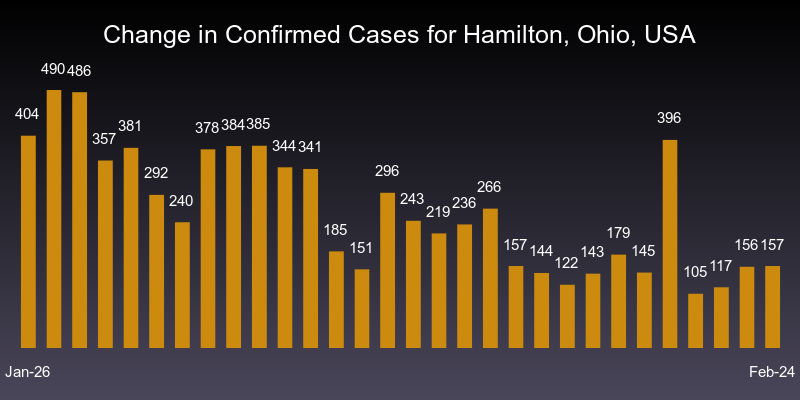 Change in Confirmed Cases for Hamilton, Ohio, USA
404 490 486 357 381 292 240 378 384 385 344 341 185 151 296 243 219 236 266 157 144 122 143 179 145 396 105 117 156 157
Jan-26 Feb-24